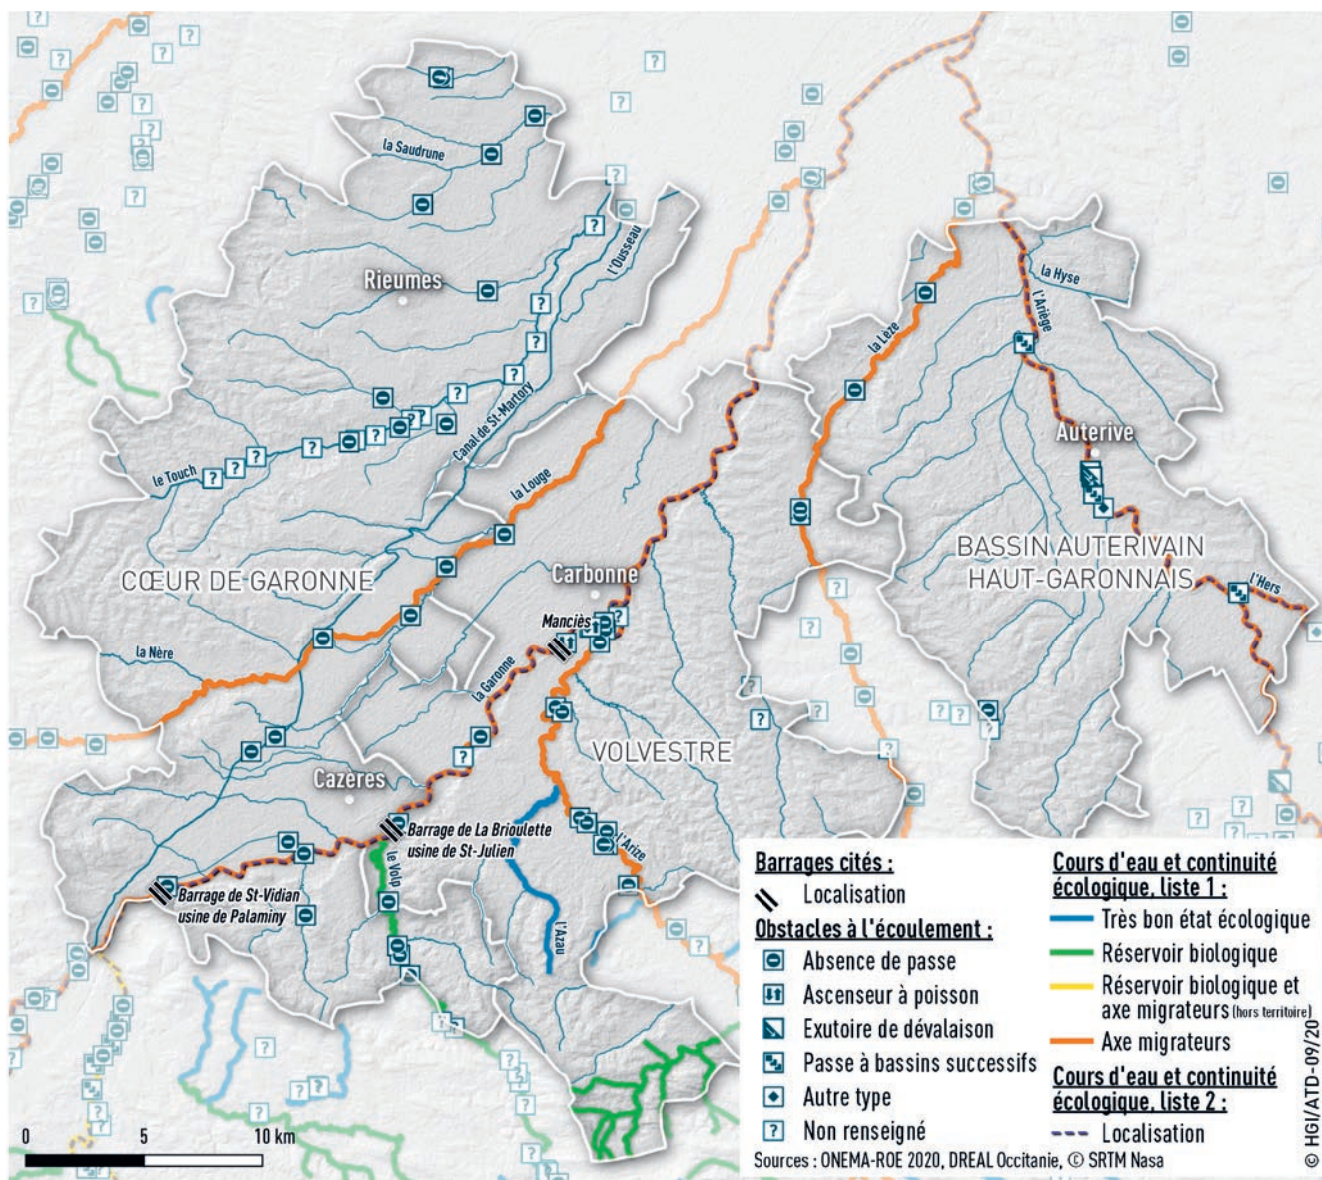 la Saudrune
l'Ousseau
Rieumes
la Hyse
l'Ariège
la Lèze
Canal de St-Martory
Auterive
le Touch
la Louge
BASSIN AUTERIVAIN
HAUT-GARONNAIS
CŒUR DE GARONNE
Carbonne
l'Hers
Manciès
la Nère
la Garonne
VOLVESTRE
Cazères
Barrage de La Brioulette
usine de St-Julien
l'Arize
le Volp
Barrage de St-Vidian
usine de Palaminy
l'Azau
0 5 10 km
Barrages cités :
Localisation
Obstacles à l'écoulement :
Absence de passe
Ascenseur à poisson
Exutoire de dévalaison
Passe à bassins successifs
Autre type
? Non renseigné
Cours d'eau et continuité
écologique, liste 1 :
Très bon état écologique
Réservoir biologique
Réservoir biologique et
axe migrateurs (hors territoire)
Axe migrateurs
Cours d'eau et continuité
écologique, liste 2 :
Localisation
Sources : ONEMA-ROE 2020, DREAL Occitanie, © SRTM Nasa
© HGI/ATD-09/20